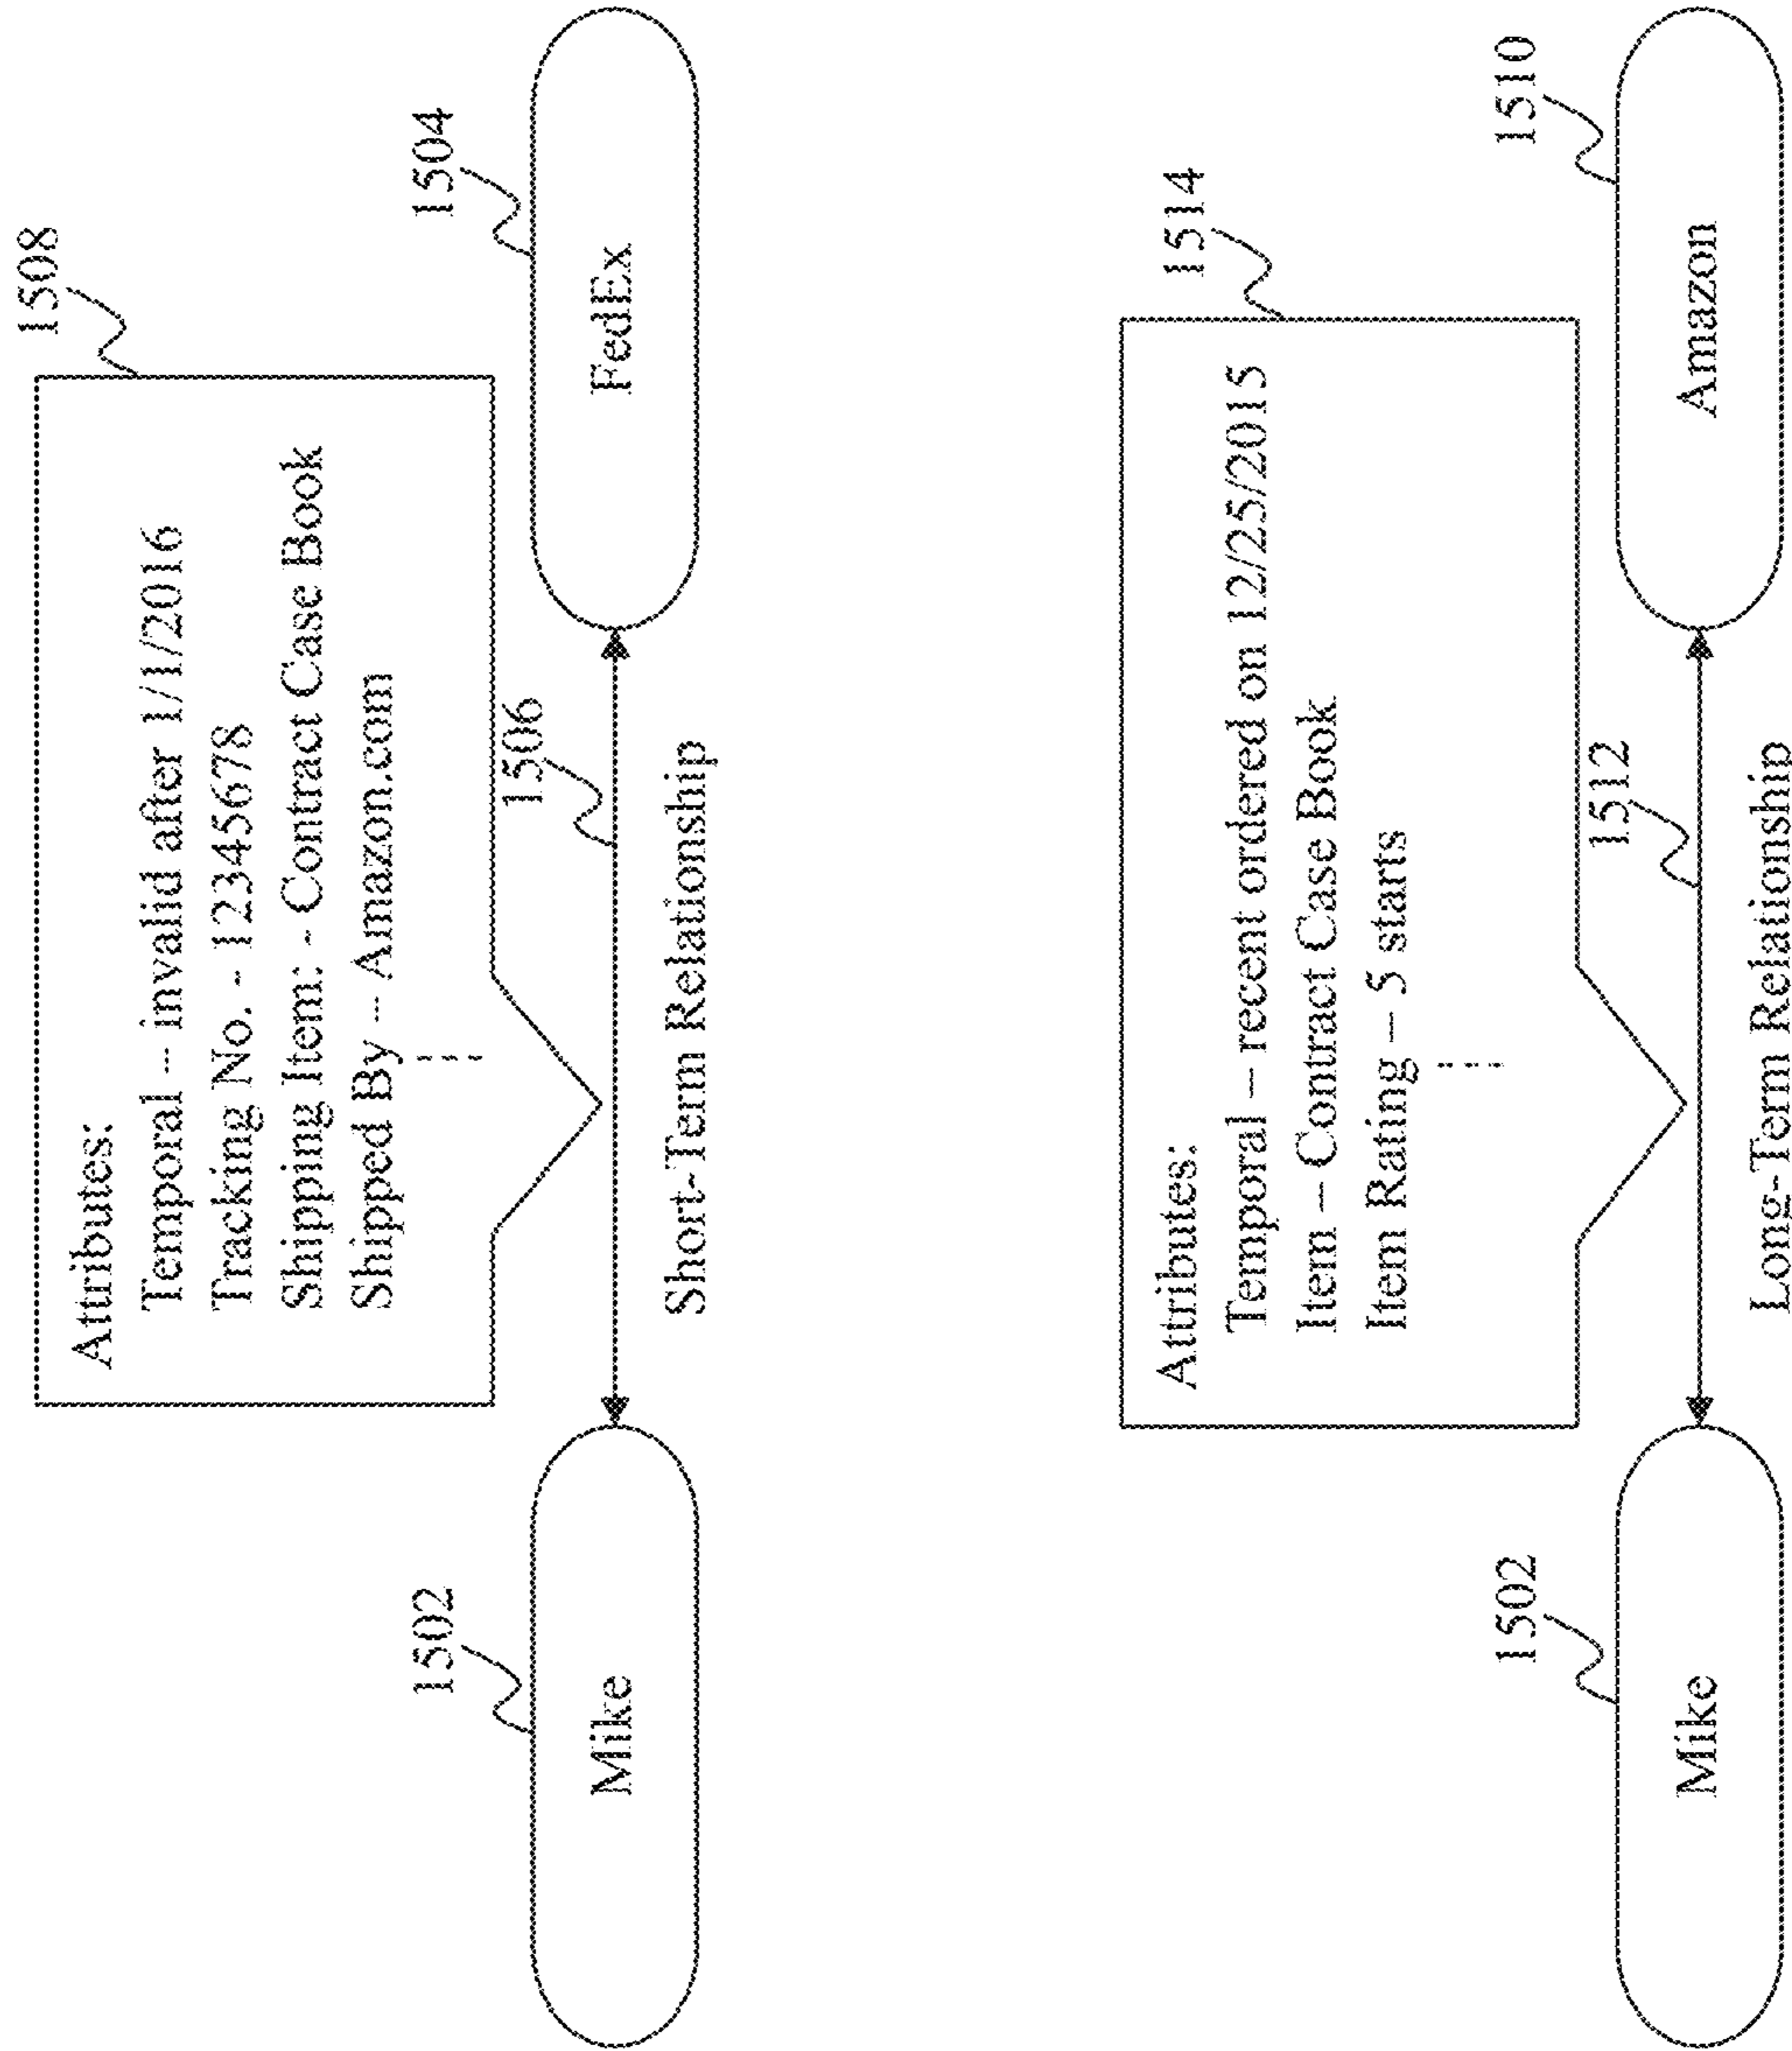 1508
Attributes:
Temporal – invalid after 1/1/2016
Tracking No. - 12345678
Shipping Item: - Contract Case Book
Shipped By – Amazon.com
1502
1506
1504
Mike
FedEx
Short-Term Relationship
1514
Attributes:
Temporal – recent ordered on 12/25/2015
Item – Contract Case Book
Item Rating – 5 starts
1502
1512
1510
Mike
Amazon
Long-Term Relationship